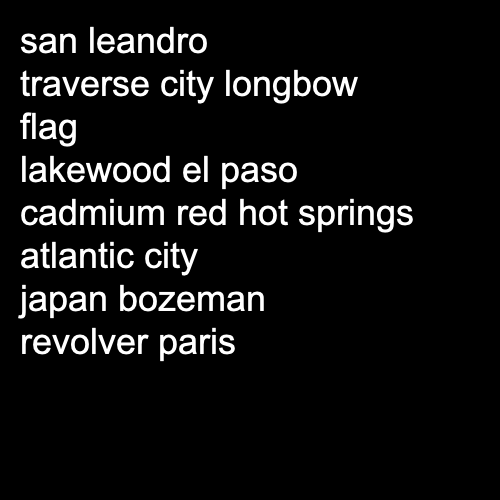 san leandro
traverse city longbow
flag
lakewood el paso
cadmium red hot springs
atlantic city
japan bozeman
revolver paris